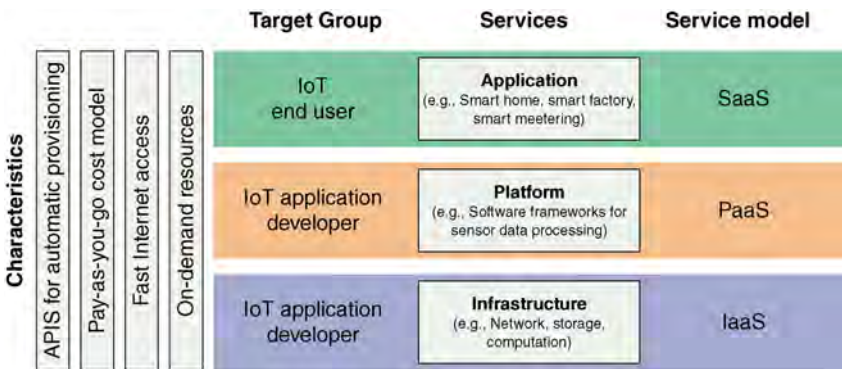 Target Group
Services
Service model
Characteristics
APIS for automatic provisioning
Pay-as-you-go cost model
Fast Internet access
On-demand resources
IoT
end user
Application
(e.g., Smart home, smart factory,
smart meetering)
SaaS
IoT application
developer
Platform
(e.g., Software frameworks for
sensor data processing)
PaaS
IoT application
developer
Infrastructure
(e.g., Network, storage,
computation)
IaaS